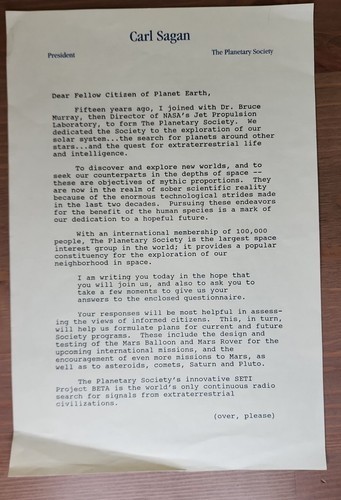 Carl Sagan
President The Planetary Society
Dear Fellow Citizen of Planet Earth,
Fifteen years ago, I joined with Dr. Bruce
Murray, then Director of NASA's Jet Propulsion
Laboratory, to form The Planetary Society. We
dedicated the Society to the exploration of our
solar system...the search for planets around other
stars...and the quest for extraterrestrial life
and intelligence.
To discover and explore new worlds, and to
seek our counterparts in the depths of space --
these are objectives of mythic proportions. They
are now in the realm of sober scientific reality
because of the enormous technological strides made
in the last two decades. Pursuing these endeavors
for the benefit of the human species is a mark of
our dedication to a hopeful future.
With an international membership of 100,000
people, The Planetary Society is the largest space
interest group in the world; it provides a popular
constituency for the exploration of our
neighborhood in space.
I am writing you today in the hope that
you will join us, and also to ask you to
take a few moments to give us your
answers to the enclosed questionnaire.
Your responses will be most helpful in assess-
ing the views of informed citizens. This, in turn,
will help us formulate plans for current and future
Society programs. These include the design and
testing of the Mars Balloon and Mars Rover for the
upcoming international missions, and the
encouragement of even more missions to Mars, as
well as to asteroids, comets, Saturn and Pluto.
The Planetary Society's innovative SETI
Project BETA is the world's only continuous radio
search for signals from extraterrestrial
civilizations.
(over, please)